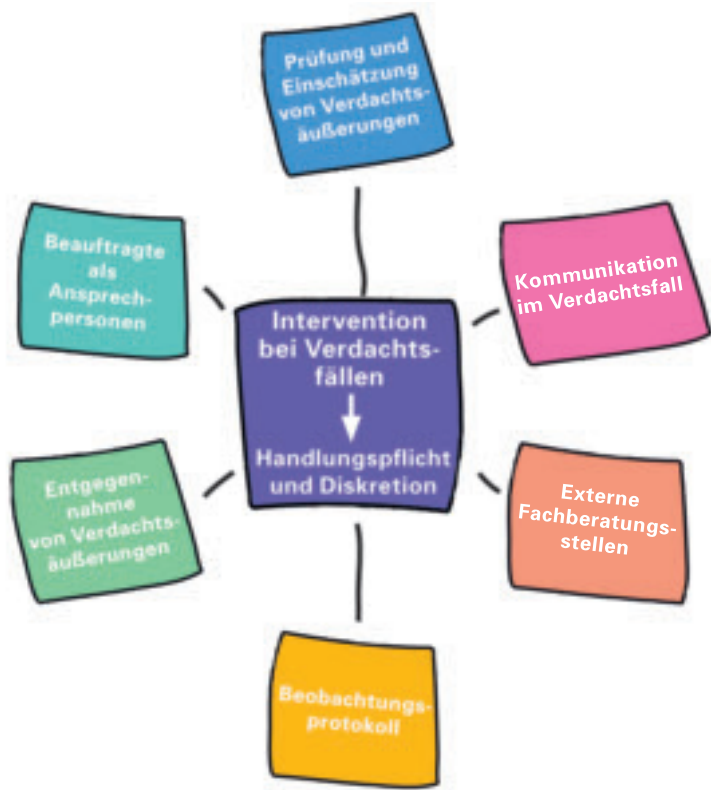 Prüfung und
Einschätzung
von Verdachts-
äußerungen
Beauftragte
als
Ansprech-
personen
Kommunikation
im Verdachtsfall
Intervention
bei Verdachts-
fällen
Handlungspflicht
und Diskretion
Entgegen-
nahme
von Verdachts-
äußerungen
Externe
Fachberatungs-
stellen
Beobachtungs-
protokoll